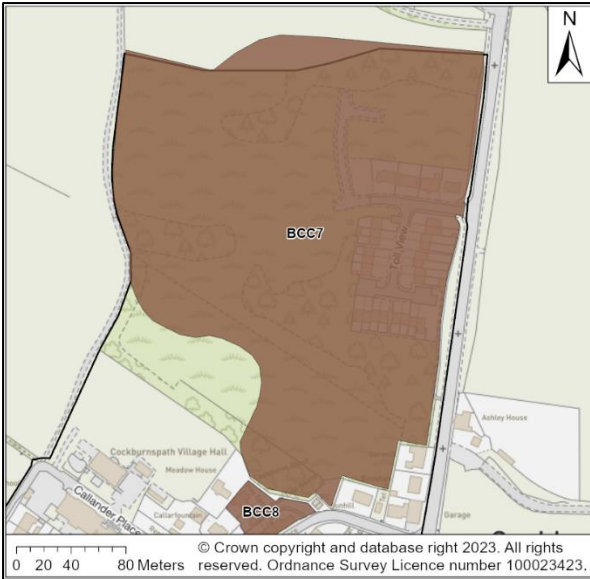 N
BCC7
Toll View
Ashley House
Cockburnspath Village Hall
Meadow House
Callander Place
Callarfountain
BCC8
Garage
0 20 40 80 Meters
© Crown copyright and database right 2023. All rights
reserved. Ordnance Survey Licence number 100023423.